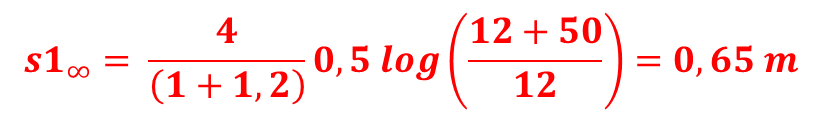 s1∞ = 4/(1 + 1,2) 0,5 log((12 + 50)/12) = 0,65 m